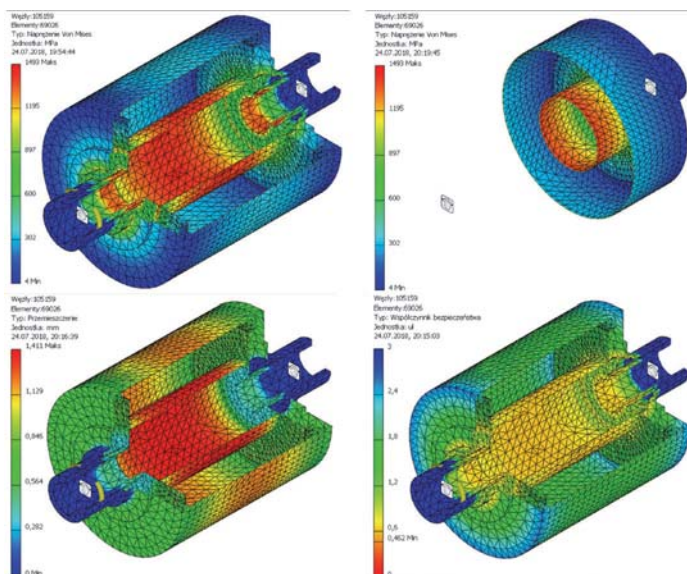 Węzły:105159
Elementy:69026
Typ: Naprężenie Von Mises
Jednostka: MPa
24.07.2018, 19:54:44
1493 Maks
1195
897
600
302
4 Min
Węzły:105159
Elementy:69026
Typ: Naprężenie Von Mises
Jednostka: MPa
24.07.2018, 20:19:45
1493 Maks
1195
897
600
302
4 Min
Węzły:105159
Elementy:69026
Typ: Przemieszczenie
Jednostka: mm
24.07.2018, 20:16:39
1,411 Maks
1,129
0,846
0,564
0,282
0 Min
Węzły:105159
Elementy:69026
Typ: Współczynnik bezpieczeństwa
Jednostka: ul
24.07.2018, 20:15:03
3
2,4
1,8
1,2
0,6
0,462 Min
0